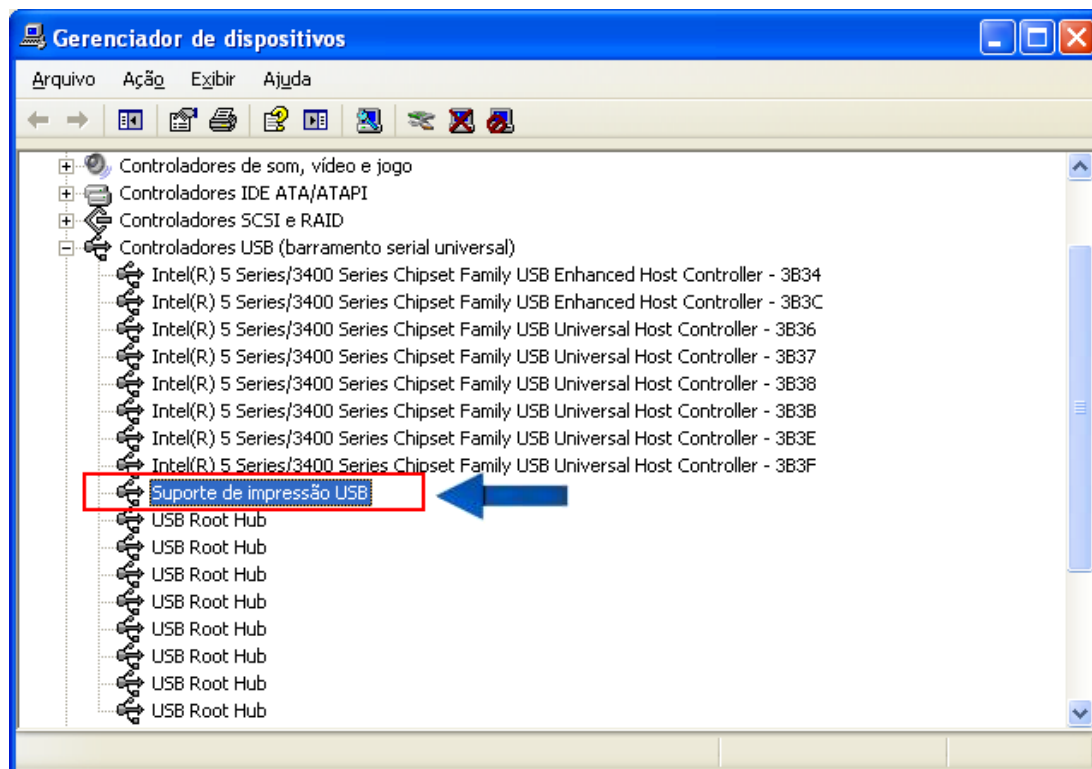 Gerenciador de dispositivos
Arquivo Ação Exibir Ajuda
Controladores de som, vídeo e jogo
Controladores IDE ATA/ATAPI
Controladores SCSI e RAID
Controladores USB (barramento serial universal)
Intel(R) 5 Series/3400 Series Chipset Family USB Enhanced Host Controller - 3B34
Intel(R) 5 Series/3400 Series Chipset Family USB Enhanced Host Controller - 3B3C
Intel(R) 5 Series/3400 Series Chipset Family USB Universal Host Controller - 3B36
Intel(R) 5 Series/3400 Series Chipset Family USB Universal Host Controller - 3B37
Intel(R) 5 Series/3400 Series Chipset Family USB Universal Host Controller - 3B38
Intel(R) 5 Series/3400 Series Chipset Family USB Universal Host Controller - 3B3B
Intel(R) 5 Series/3400 Series Chipset Family USB Universal Host Controller - 3B3E
Intel(R) 5 Series/3400 Series Chipset Family USB Universal Host Controller - 3B3F
Suporte de impressão USB
USB Root Hub
USB Root Hub
USB Root Hub
USB Root Hub
USB Root Hub
USB Root Hub
USB Root Hub
USB Root Hub